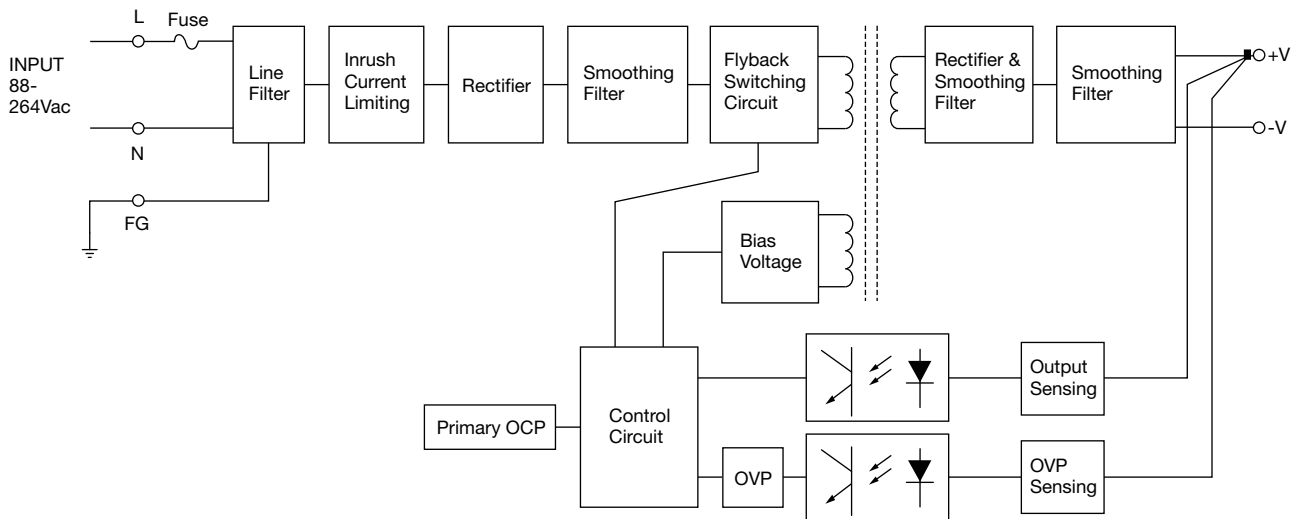 L
Fuse
INPUT
88-
264Vac
N
FG
Line
Filter
Inrush
Current
Limiting
Rectifier
Smoothing
Filter
Flyback
Switching
Circuit
Rectifier &
Smoothing
Filter
Smoothing
Filter
+V
-V
Bias
Voltage
Primary OCP
Control
Circuit
Output
Sensing
OVP
OVP
Sensing